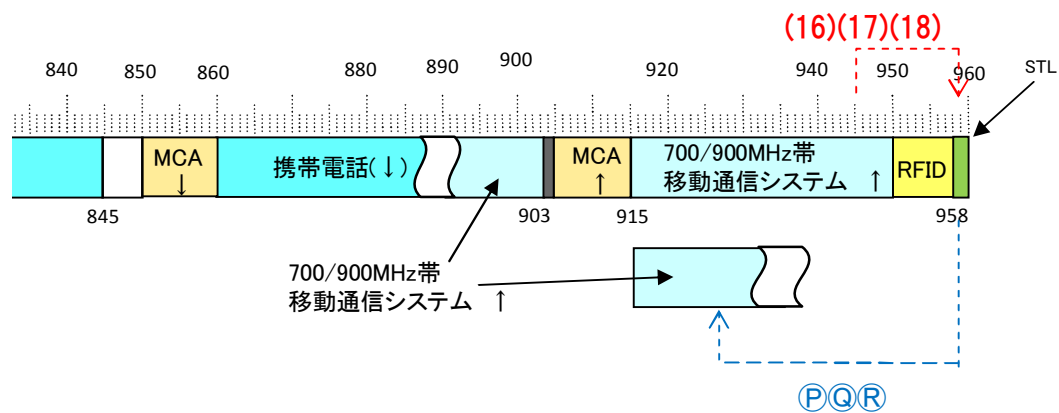 (16)(17)(18)
840 850 860 880 890 900 920 940 950 960
STL
MCA
↓
携帯電話(↓)
MCA
↑
700/900MHz帯
移動通信システム ↑
RFID
845 903 915 958
700/900MHz帯
移動通信システム ↑
ⓅⓆⓇ